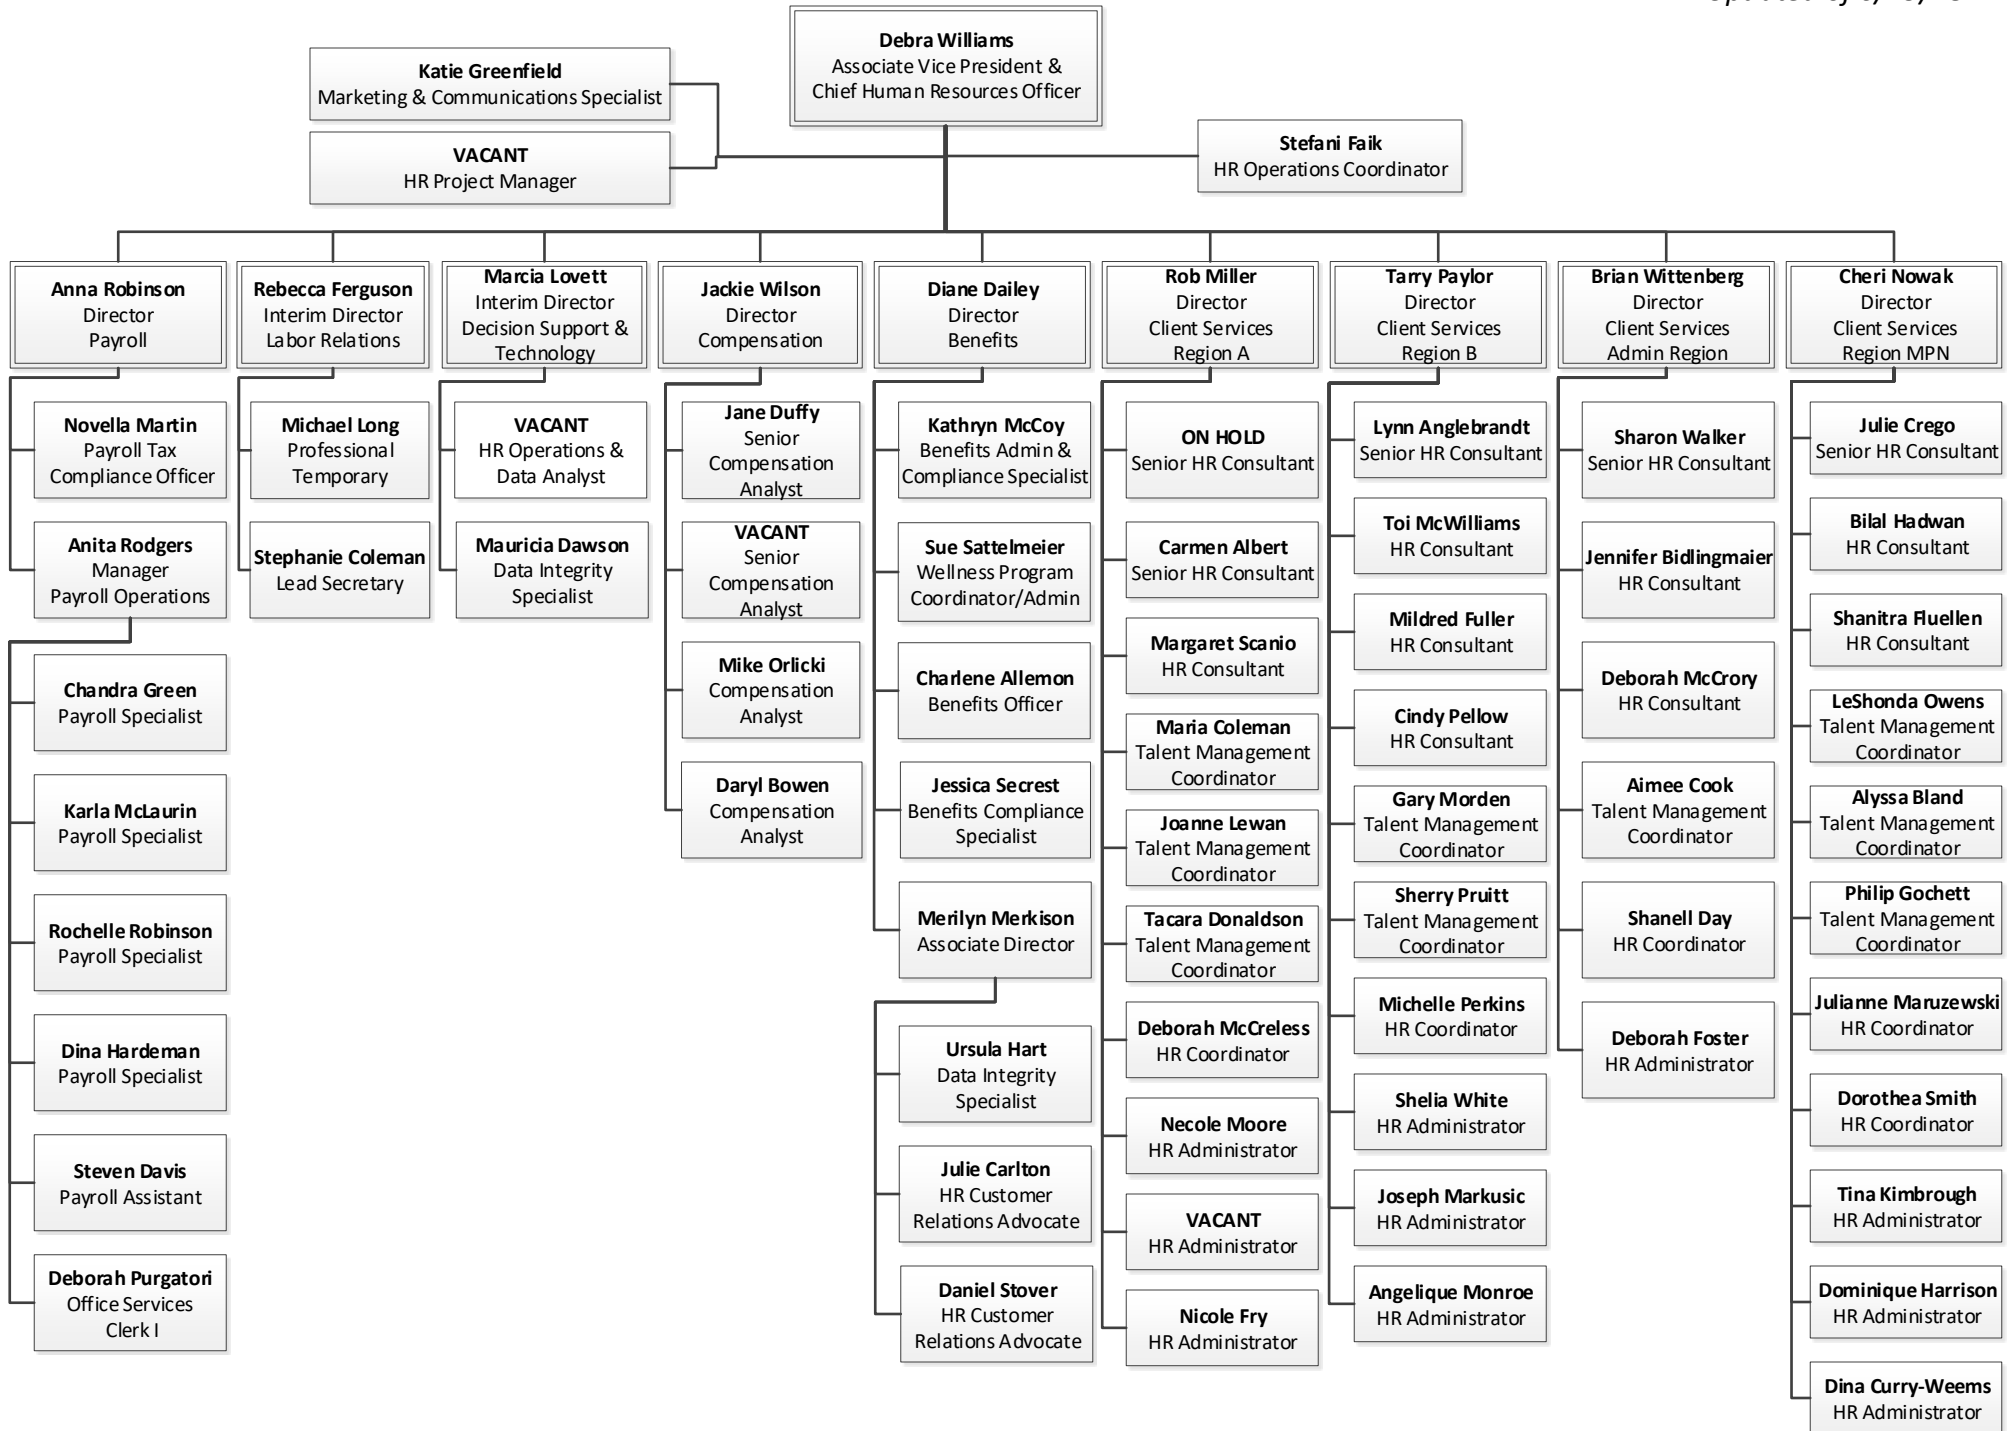 Debra Williams
Associate Vice President &
Chief Human Resources Officer
Katie Greenfield
Marketing & Communications Specialist
VACANT
HR Project Manager
Stefani Faik
HR Operations Coordinator
Anna Robinson
Director
Payroll
Novella Martin
Payroll Tax
Compliance Officer
Anita Rodgers
Manager
Payroll Operations
Chandra Green
Payroll Specialist
Karla McLaurin
Payroll Specialist
Rochelle Robinson
Payroll Specialist
Dina Hardeman
Payroll Specialist
Steven Davis
Payroll Assistant
Deborah Purgatori
Office Services
Clerk I
Rebecca Ferguson
Interim Director
Labor Relations
Michael Long
Professional
Temporary
Stephanie Coleman
Lead Secretary
Marcia Lovett
Interim Director
Decision Support &
Technology
VACANT
HR Operations &
Data Analyst
Mauricia Dawson
Data Integrity
Specialist
Jackie Wilson
Director
Compensation
Jane Duffy
Senior
Compensation
Analyst
VACANT
Senior
Compensation
Analyst
Mike Orlicki
Compensation
Analyst
Daryl Bowen
Compensation
Analyst
Diane Dailey
Director
Benefits
Kathryn McCoy
Benefits Admin &
Compliance Specialist
Sue Sattelmeier
Wellness Program
Coordinator/Admin
Charlene Allemon
Benefits Officer
Jessica Secrest
Benefits Compliance
Specialist
Merilyn Merkison
Associate Director
Ursula Hart
Data Integrity
Specialist
Julie Carlton
HR Customer
Relations Advocate
Daniel Stover
HR Customer
Relations Advocate
Rob Miller
Director
Client Services
Region A
ON HOLD
Senior HR Consultant
Carmen Albert
Senior HR Consultant
Margaret Scanio
HR Consultant
Maria Coleman
Talent Management
Coordinator
Joanne Lewan
Talent Management
Coordinator
Tacara Donaldson
Talent Management
Coordinator
Deborah McCreless
HR Coordinator
Necole Moore
HR Administrator
VACANT
HR Administrator
Nicole Fry
HR Administrator
Tarry Paylor
Director
Client Services
Region B
Lynn Anglebrandt
Senior HR Consultant
Toi McWilliams
HR Consultant
Mildred Fuller
HR Consultant
Cindy Pellow
HR Consultant
Gary Morden
Talent Management
Coordinator
Sherry Pruitt
Talent Management
Coordinator
Michelle Perkins
HR Coordinator
Shelia White
HR Administrator
Joseph Markusic
HR Administrator
Angelique Monroe
HR Administrator
Brian Wittenberg
Director
Client Services
Admin Region
Sharon Walker
Senior HR Consultant
Jennifer Bidlingmaier
HR Consultant
Deborah McCrory
HR Consultant
Aimee Cook
Talent Management
Coordinator
Shanell Day
HR Coordinator
Deborah Foster
HR Administrator
Cheri Nowak
Director
Client Services
Region MPN
Julie Crego
Senior HR Consultant
Bilal Hadwan
HR Consultant
Shanitra Fluellen
HR Consultant
LeShonda Owens
Talent Management
Coordinator
Alyssa Bland
Talent Management
Coordinator
Philip Gochett
Talent Management
Coordinator
Julianne Maruzewski
HR Coordinator
Dorothea Smith
HR Coordinator
Tina Kimbrough
HR Administrator
Dominique Harrison
HR Administrator
Dina Curry-Weems
HR Administrator